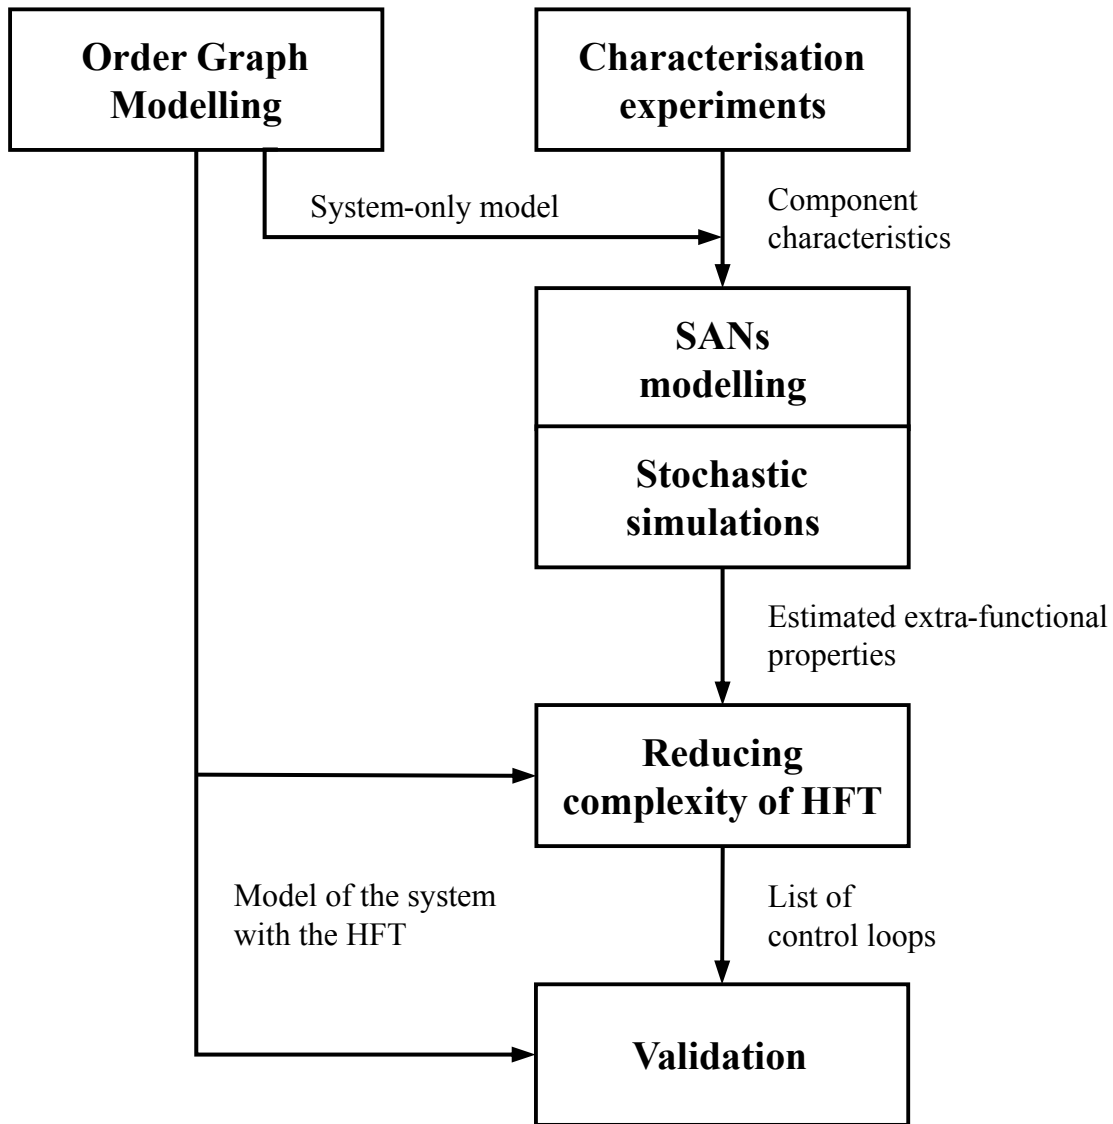 Order Graph
Modelling
Characterisation
experiments
System-only model
Component
characteristics
SANs
modelling
Stochastic
simulations
Estimated extra-functional
properties
Reducing
complexity of HFT
Model of the system
with the HFT
List of
control loops
Validation